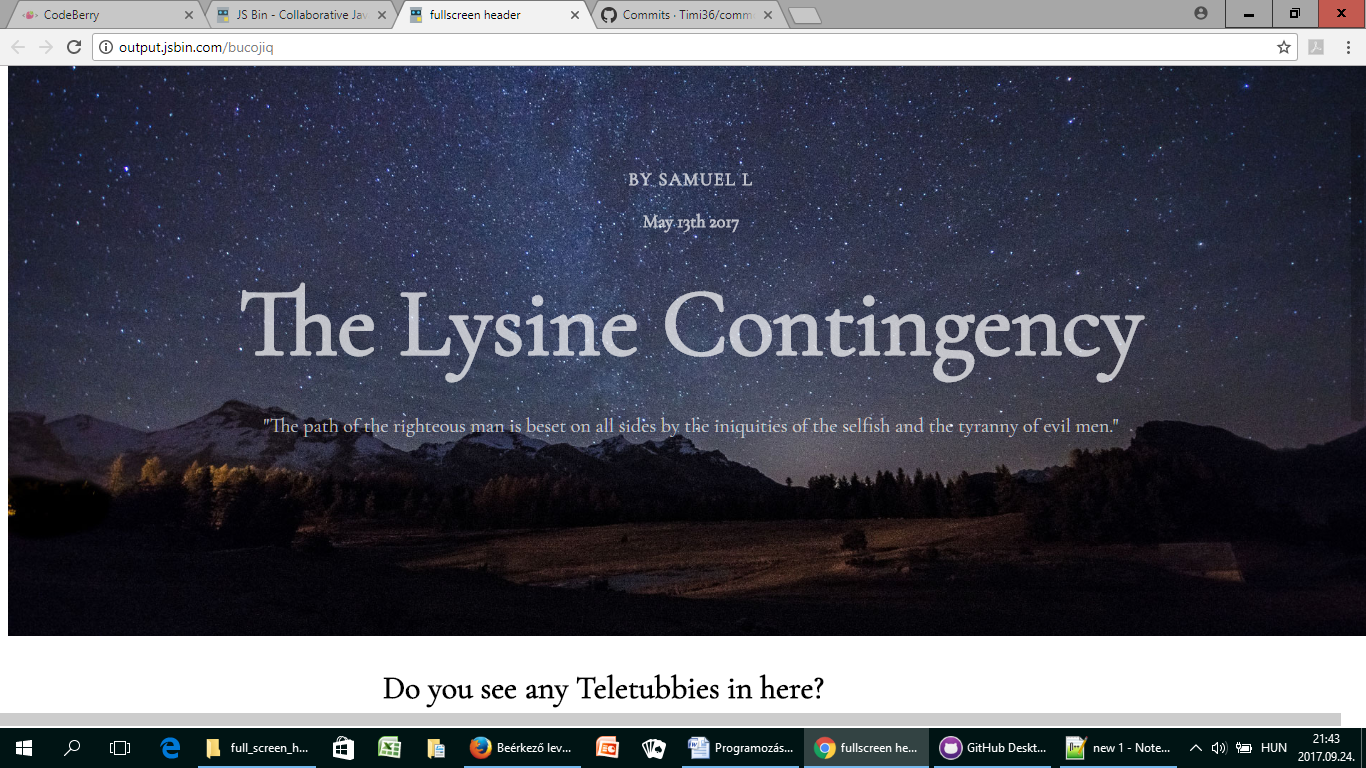 CodeBerry
JS Bin - Collaborative Jav
fullscreen header
Commits · Timi36/comm
output.jsbin.com/bucojiq
BY SAMUEL L
May 13th 2017
The Lysine Contingency
"The path of the righteous man is beset on all sides by the iniquities of the selfish and the tyranny of evil men."
Do you see any Teletubbies in here?
full_screen_h...
Beérkező lev...
Programozás...
fullscreen he...
GitHub Deskt...
new 1 - Note...
HUN
21:43
2017.09.24.